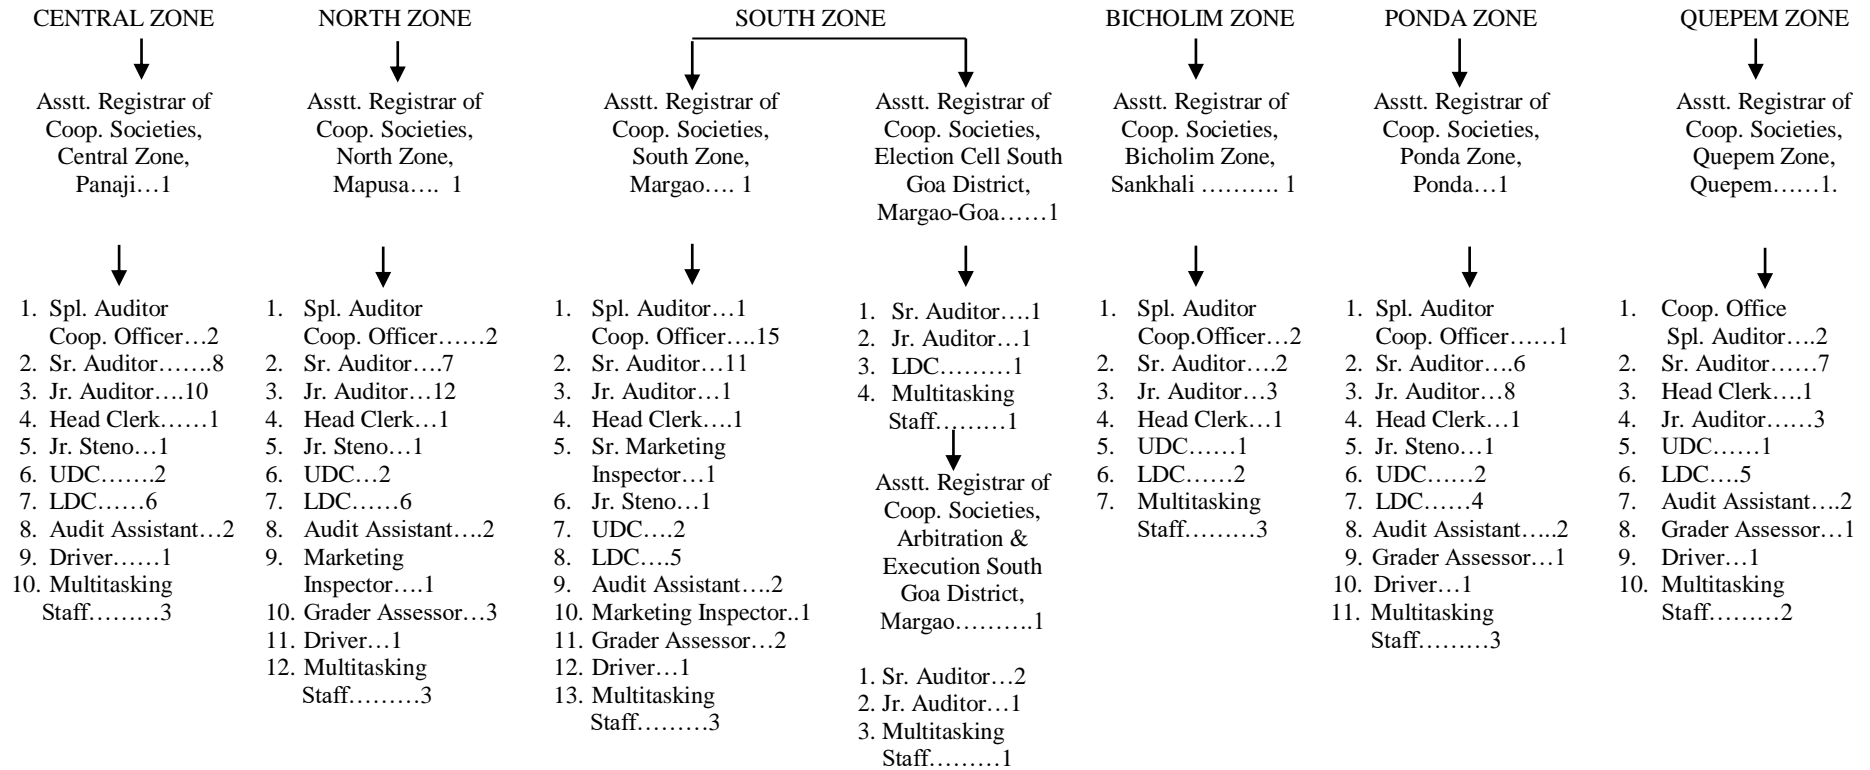 CENTRAL ZONE
Asstt. Registrar of
Coop. Societies,
Central Zone,
Panaji…1
1. Spl. Auditor
Coop. Officer…2
2. Sr. Auditor…….8
3. Jr. Auditor….10
4. Head Clerk……1
5. Jr. Steno…1
6. UDC…….2
7. LDC……6
8. Audit Assistant…2
9. Driver……1
10. Multitasking
Staff………3
NORTH ZONE
Asstt. Registrar of
Coop. Societies,
North Zone,
Mapusa…. 1
1. Spl. Auditor
Coop. Officer……2
2. Sr. Auditor….7
3. Jr. Auditor…12
4. Head Clerk…1
5. Jr. Steno…1
6. UDC…2
7. LDC……6
8. Audit Assistant….2
9. Marketing
Inspector….1
10. Grader Assessor…3
11. Driver…1
12. Multitasking
Staff………3
SOUTH ZONE
Asstt. Registrar of
Coop. Societies,
South Zone,
Margao…. 1
1. Spl. Auditor…1
Coop. Officer….15
2. Sr. Auditor…11
3. Jr. Auditor…1
4. Head Clerk….1
5. Sr. Marketing
Inspector…1
6. Jr. Steno…1
7. UDC….2
8. LDC….5
9. Audit Assistant….2
10. Marketing Inspector..1
11. Grader Assessor…2
12. Driver…1
13. Multitasking
Staff………3
Asstt. Registrar of
Coop. Societies,
Election Cell South
Goa District,
Margao-Goa……1
1. Sr. Auditor….1
2. Jr. Auditor…1
3. LDC………1
4. Multitasking
Staff………1
Asstt. Registrar of
Coop. Societies,
Arbitration &
Execution South
Goa District,
Margao……….1
1. Sr. Auditor…2
2. Jr. Auditor…1
3. Multitasking
Staff………1
BICHOLIM ZONE
Asstt. Registrar of
Coop. Societies,
Bicholim Zone,
Sankhali ………. 1
1. Spl. Auditor
Coop.Officer…2
2. Sr. Auditor….2
3. Jr. Auditor…3
4. Head Clerk…1
5. UDC……1
6. LDC……2
7. Multitasking
Staff………3
PONDA ZONE
Asstt. Registrar of
Coop. Societies,
Ponda Zone,
Ponda…1
1. Spl. Auditor
Coop. Officer……1
2. Sr. Auditor….6
3. Jr. Auditor…8
4. Head Clerk…1
5. Jr. Steno…1
6. UDC……2
7. LDC……4
8. Audit Assistant…..2
9. Grader Assessor…1
10. Driver…1
11. Multitasking
Staff………3
QUEPEM ZONE
Asstt. Registrar of
Coop. Societies,
Quepem Zone,
Quepem……1.
1. Coop. Office
Spl. Auditor….2
2. Sr. Auditor……7
3. Head Clerk….1
4. Jr. Auditor……3
5. UDC……1
6. LDC….5
7. Audit Assistant….2
8. Grader Assessor…1
9. Driver…1
10. Multitasking
Staff………2